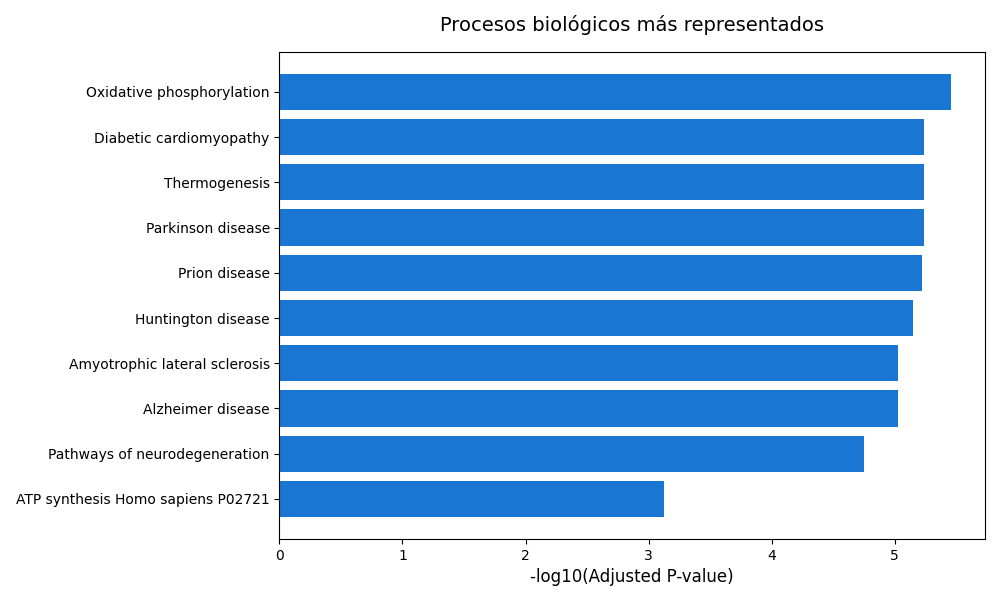 Procesos biológicos más representados
Oxidative phosphorylation
Diabetic cardiomyopathy
Thermogenesis
Parkinson disease
Prion disease
Huntington disease
Amyotrophic lateral sclerosis
Alzheimer disease
Pathways of neurodegeneration
ATP synthesis Homo sapiens P02721
0 1 2 3 4 5
-log10(Adjusted P-value)